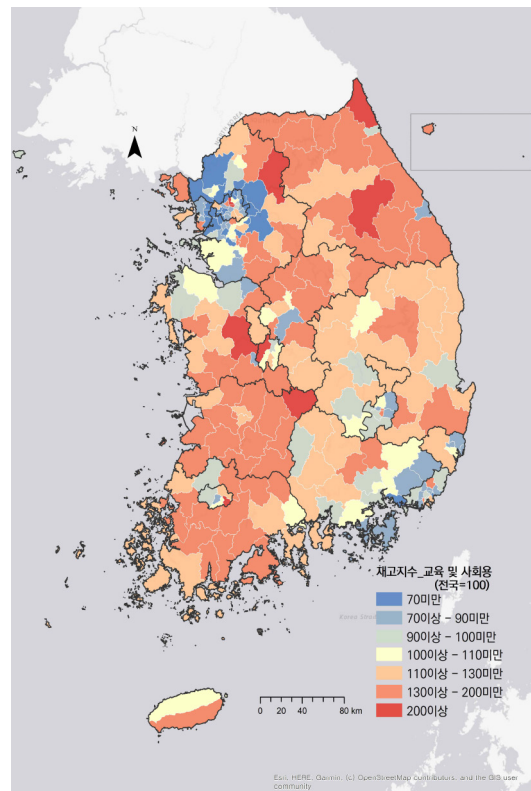 N
재고지수_교육 및 사회용
(전국=100)
70미만
70이상 - 90미만
90이상 - 100미만
100이상 - 110미만
110이상 - 130미만
130이상 - 200미만
200이상
0 20 40 80 km
Esri, HERE, Garmin, (c) OpenStreetMap contributors, and the GIS user
community